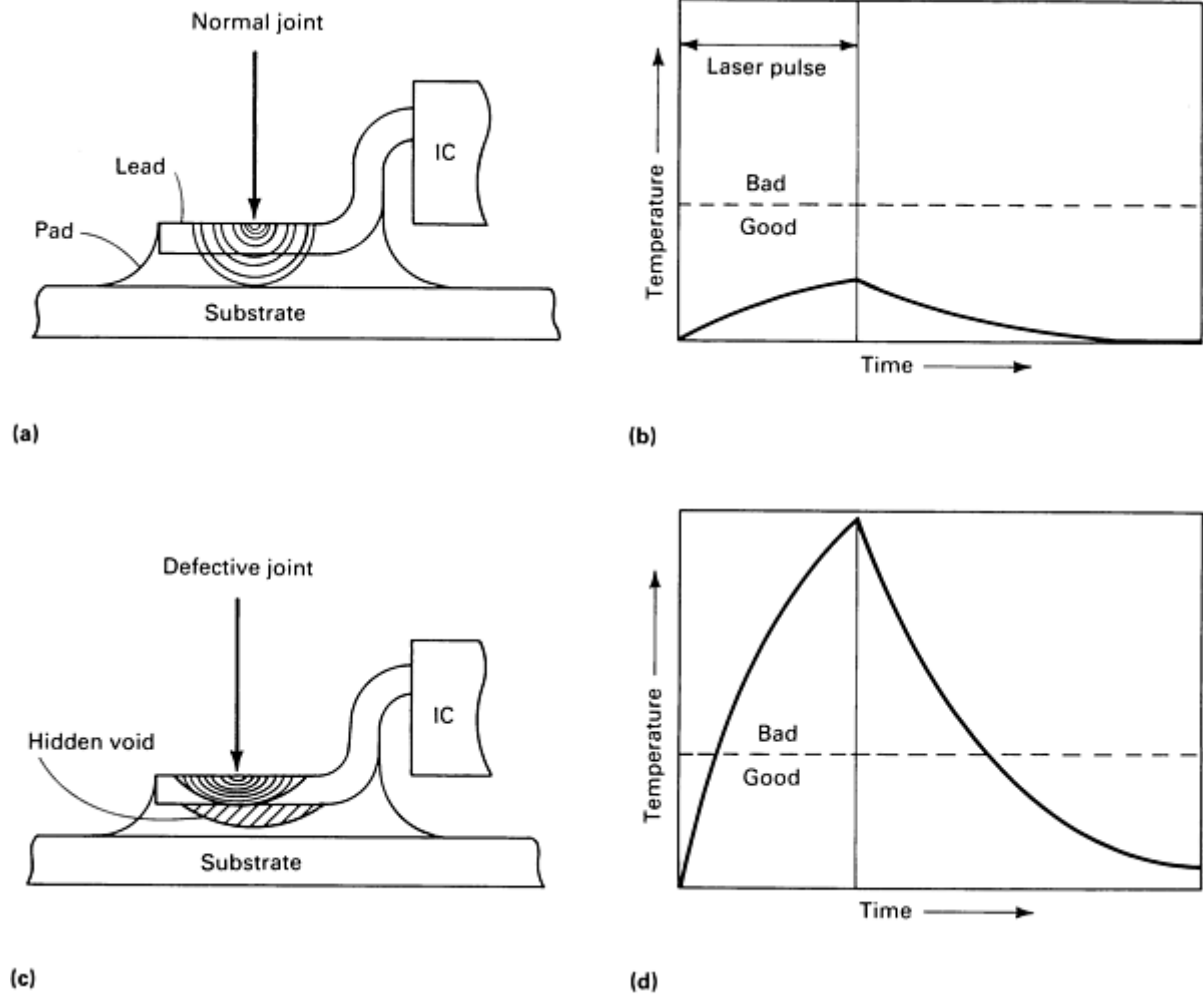 Normal joint
Lead
Pad
IC
Substrate
(a)
Laser pulse
Bad
Good
Temperature
Time
(b)
Defective joint
Hidden void
IC
Substrate
(c)
Bad
Good
Temperature
Time
(d)